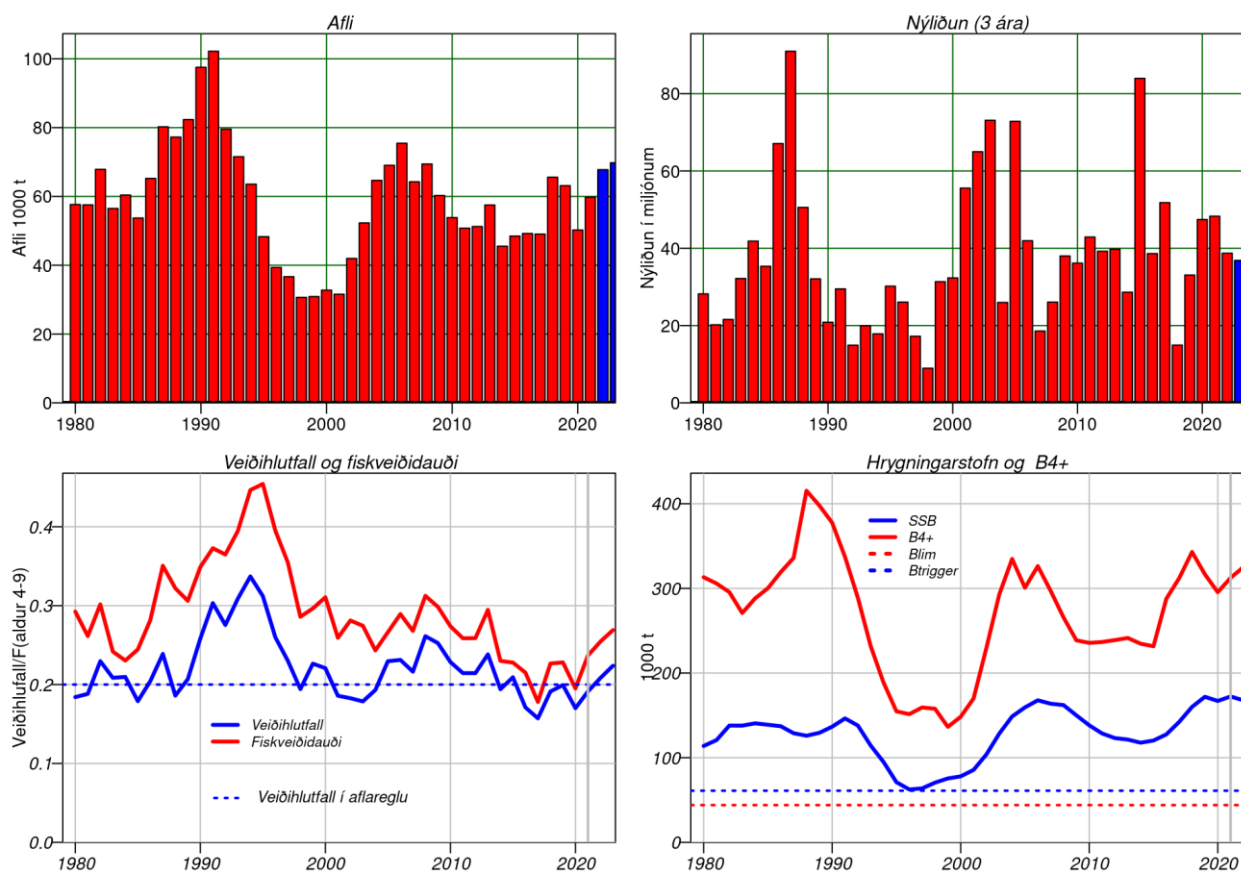 Afli
Afli 1000 t
100
80
60
40
20
0
1980
1990
2000
2010
2020
Nýliðun (3 ára)
Nýliðun í miljónum
80
60
40
20
0
1980
1990
2000
2010
2020
Veiðihlutfall og fiskveiðidauði
Veiðihlutfall/F(aldur 4-9)
0.4
0.3
0.2
0.1
0.0
Veiðihlutfall
Fiskveiðidauði
Veiðihlutfall í aflareglu
1980
1990
2000
2010
2020
Hrygningarstofn og B4+
1000 t
400
300
200
100
0
SSB
B4+
Blim
Btrigger
1980
1990
2000
2010
2020